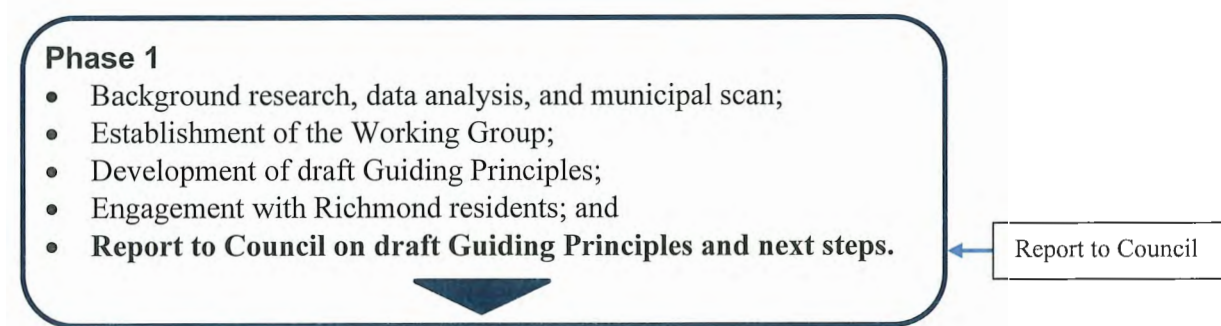 Phase 1
• Background research, data analysis, and municipal scan;
• Establishment of the Working Group;
• Development of draft Guiding Principles;
• Engagement with Richmond residents; and
• Report to Council on draft Guiding Principles and next steps.
Report to Council